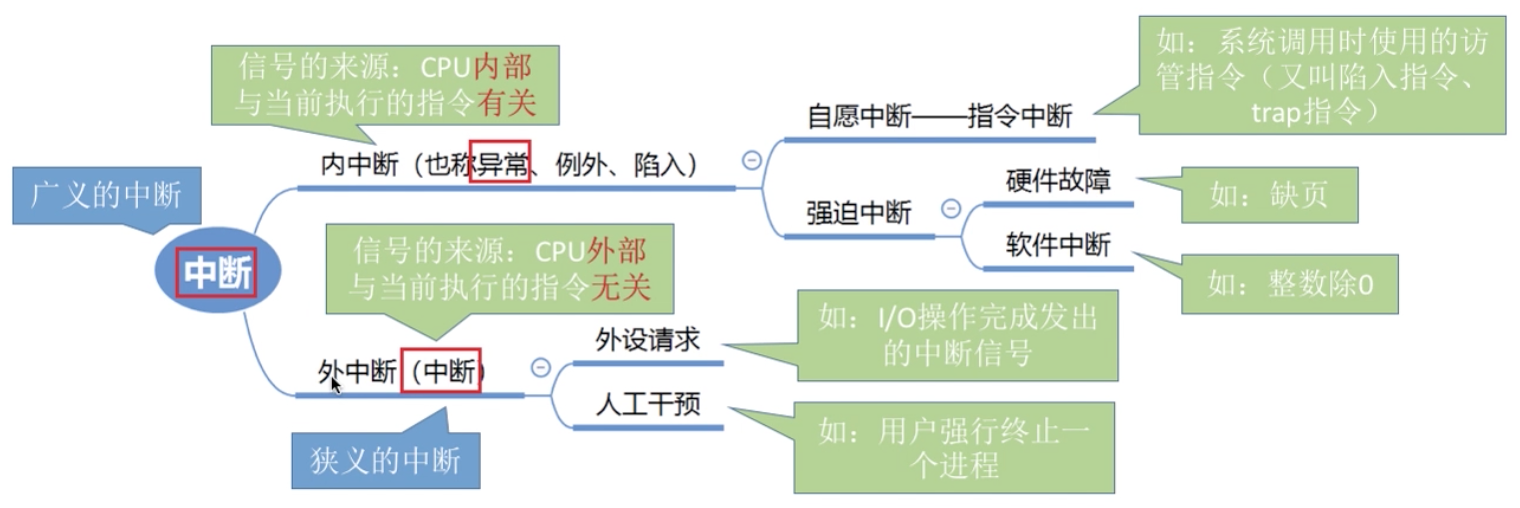 信号的来源：CPU内部
与当前执行的指令有关
如：系统调用时使用的访
管指令（又叫陷入指令、
trap指令）
自愿中断——指令中断
内中断（也称异常、例外、陷入）
广义的中断
硬件故障
如：缺页
强迫中断
软件中断
如：整数除0
中断
信号的来源：CPU外部
与当前执行的指令无关
外设请求
如：I/O操作完成发出
的中断信号
外中断（中断）
人工干预
如：用户强行终止一
个进程
狭义的中断